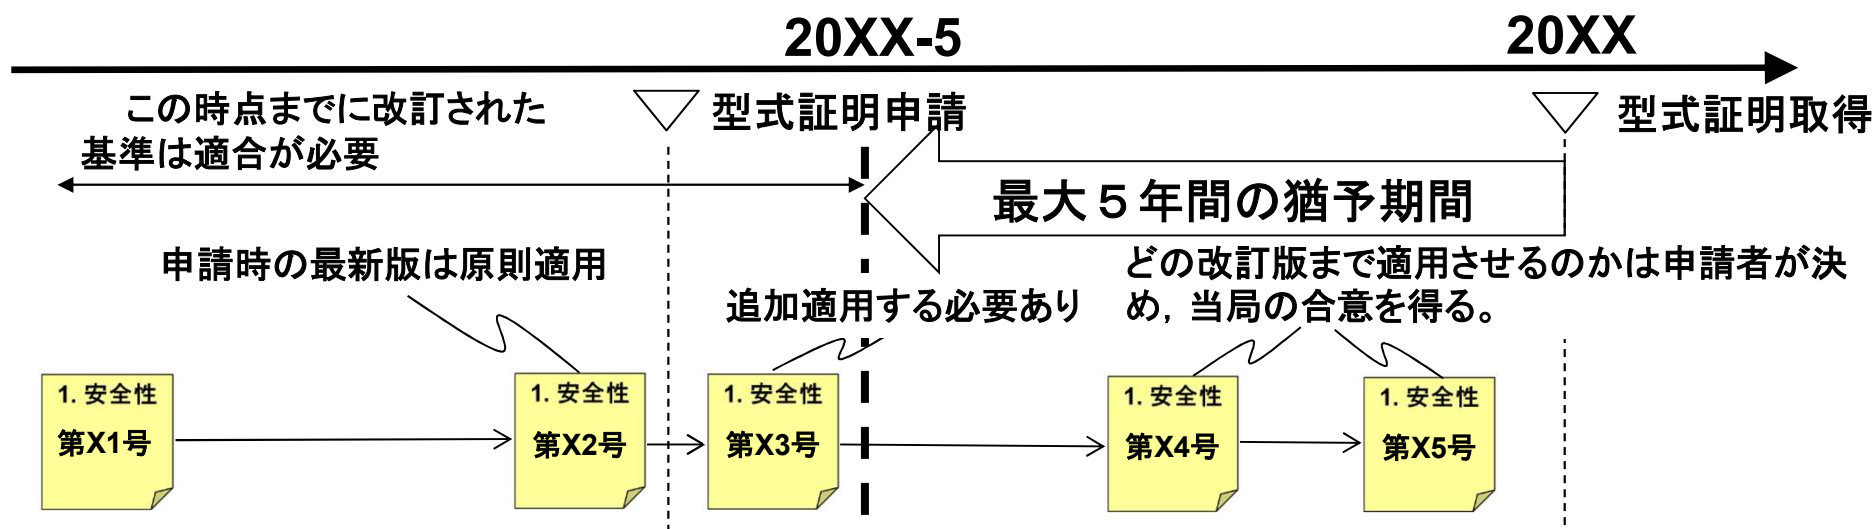 20XX-5
20XX
この時点までに改訂された
基準は適合が必要
型式証明申請
型式証明取得
最大５年間の猶予期間
申請時の最新版は原則適用
追加適用する必要あり
どの改訂版まで適用させるのかは申請者が決
め，当局の合意を得る。
1. 安全性
第X1号
1. 安全性
第X2号
1. 安全性
第X3号
1. 安全性
第X4号
1. 安全性
第X5号